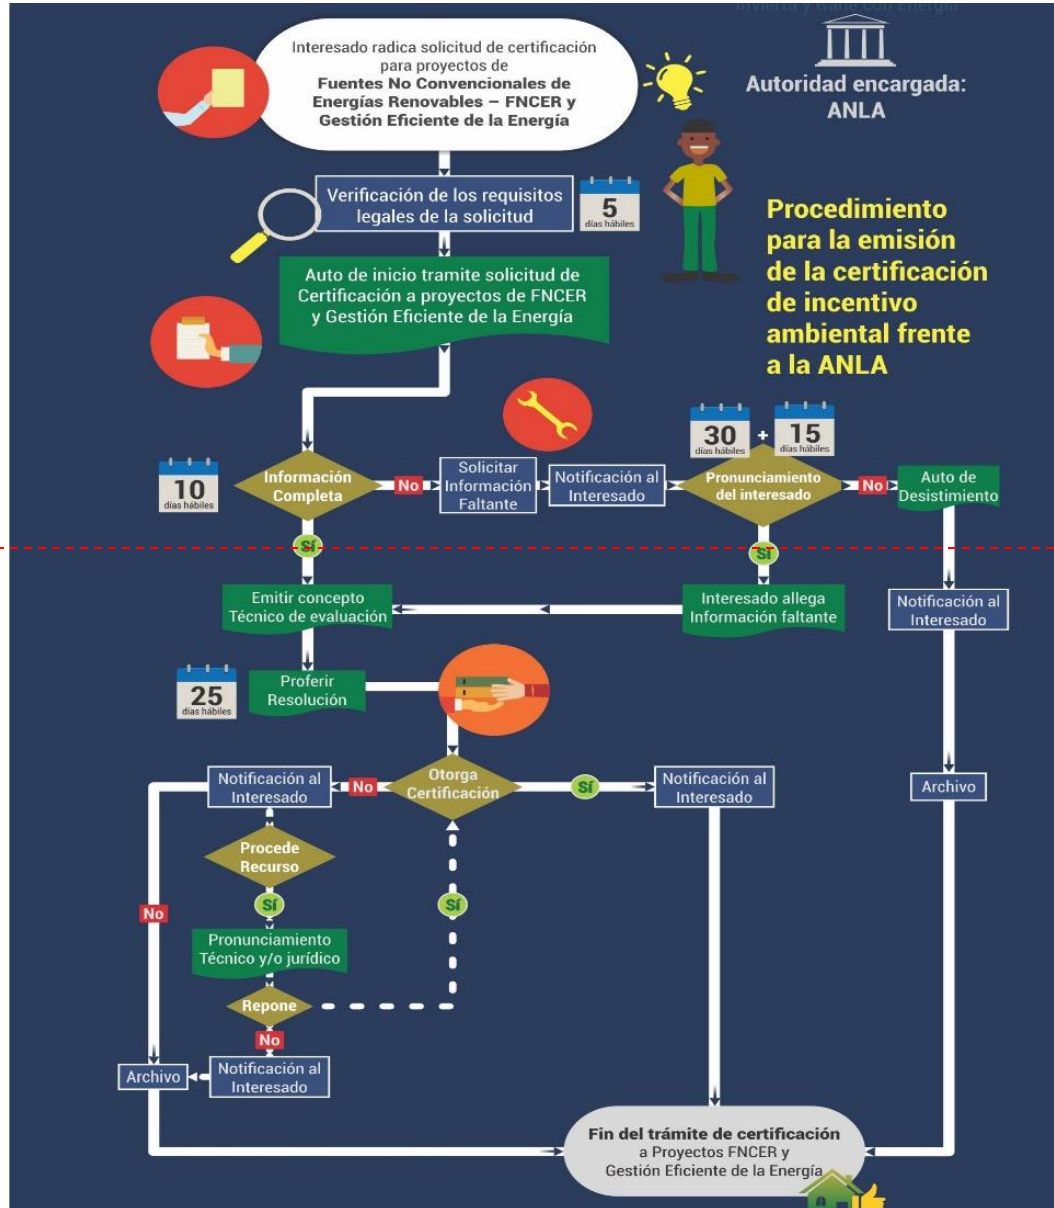 Invierta y Gane con Energía
Interesado radica solicitud de certificación
para proyectos de
Fuentes No Convencionales de
Energías Renovables – FNCER y
Gestión Eficiente de la Energía
Autoridad encargada:
ANLA
Verificación de los requisitos
legales de la solicitud
5
días hábiles
Procedimiento
para la emisión
de la certificación
de incentivo
ambiental frente
a la ANLA
Auto de inicio tramite solicitud de
Certificación a proyectos de FNCER
y Gestión Eficiente de la Energía
10
días hábiles
Información
Completa
No
Solicitar
Información
Faltante
Notificación al
Interesado
30
días hábiles
+
15
días hábiles
Pronunciamiento
del interesado
No
Auto de
Desistimiento
Sí
Sí
Emitir concepto
Técnico de evaluación
Interesado allega
Información faltante
Notificación al
Interesado
25
días hábiles
Proferir
Resolución
Notificación al
Interesado
No
Otorga
Certificación
Sí
Notificación al
Interesado
Archivo
Procede
Recurso
No
Sí
Sí
Pronunciamiento
Técnico y/o jurídico
Repone
No
Archivo
Notificación al
Interesado
Fin del trámite de certificación
a Proyectos FNCER y
Gestión Eficiente de la Energía